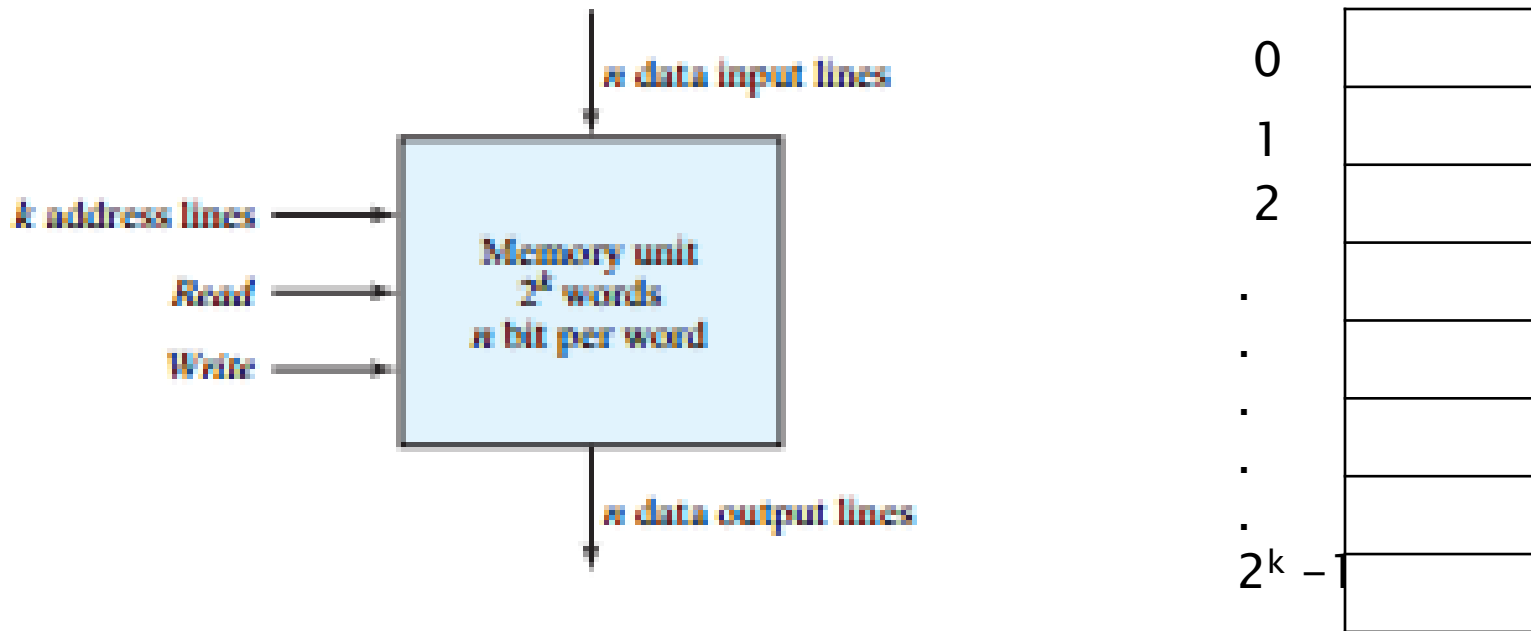 n data input lines
k address lines
Read
Write
Memory unit
2ᵏ words
n bit per word
n data output lines
0
1
2
.
.
.
.
.
2ᵏ –1